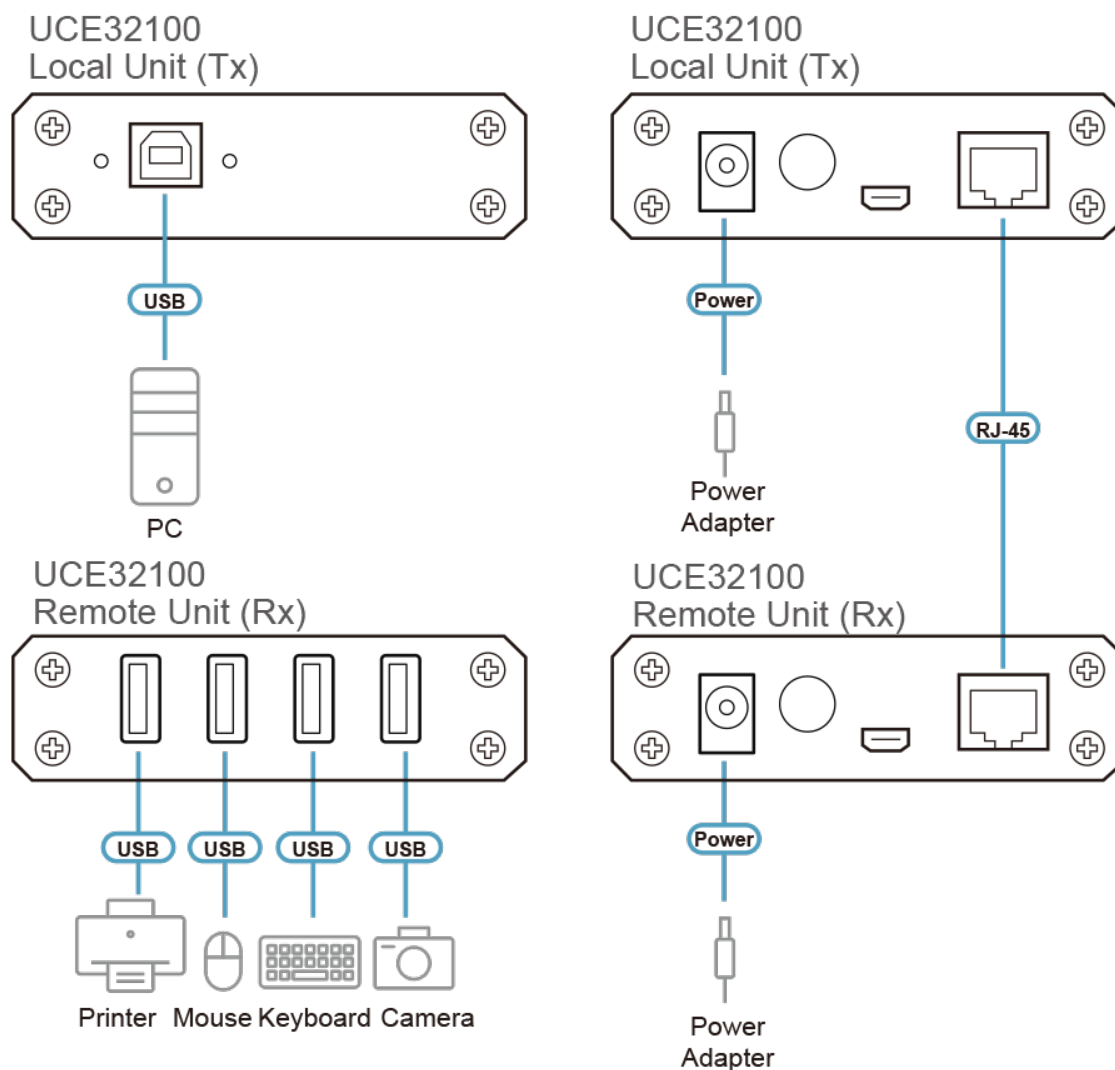 UCE32100
Local Unit (Tx)
USB
PC
UCE32100
Local Unit (Tx)
Power
Power
Adapter
RJ-45
UCE32100
Remote Unit (Rx)
USB
USB
USB
USB
Printer
Mouse
Keyboard
Camera
UCE32100
Remote Unit (Rx)
Power
Power
Adapter